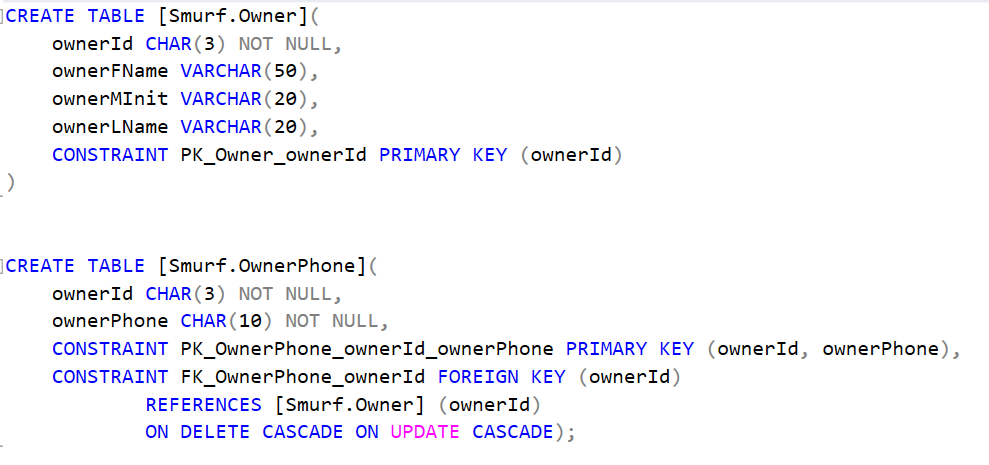 CREATE TABLE [Smurf.Owner](
    ownerId CHAR(3) NOT NULL,
    ownerFName VARCHAR(50),
    ownerMInit VARCHAR(20),
    ownerLName VARCHAR(20),
    CONSTRAINT PK_Owner_ownerId PRIMARY KEY (ownerId)
)
CREATE TABLE [Smurf.OwnerPhone](
    ownerId CHAR(3) NOT NULL,
    ownerPhone CHAR(10) NOT NULL,
    CONSTRAINT PK_OwnerPhone_ownerId_ownerPhone PRIMARY KEY (ownerId, ownerPhone),
    CONSTRAINT FK_OwnerPhone_ownerId FOREIGN KEY (ownerId)
            REFERENCES [Smurf.Owner] (ownerId)
            ON DELETE CASCADE ON UPDATE CASCADE);